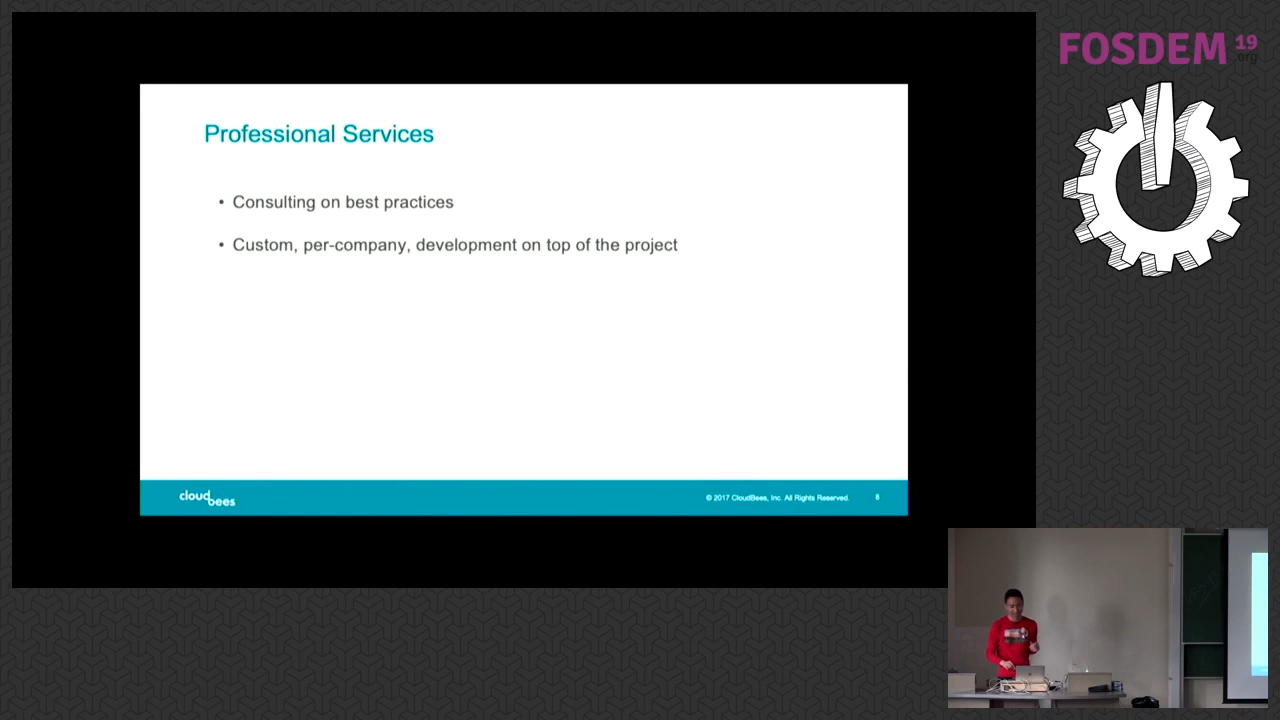 FOSDEM 19
.org
Professional Services
• Consulting on best practices
• Custom, per-company, development on top of the project
cloudbees
© 2017 CloudBees, Inc. All Rights Reserved.
8